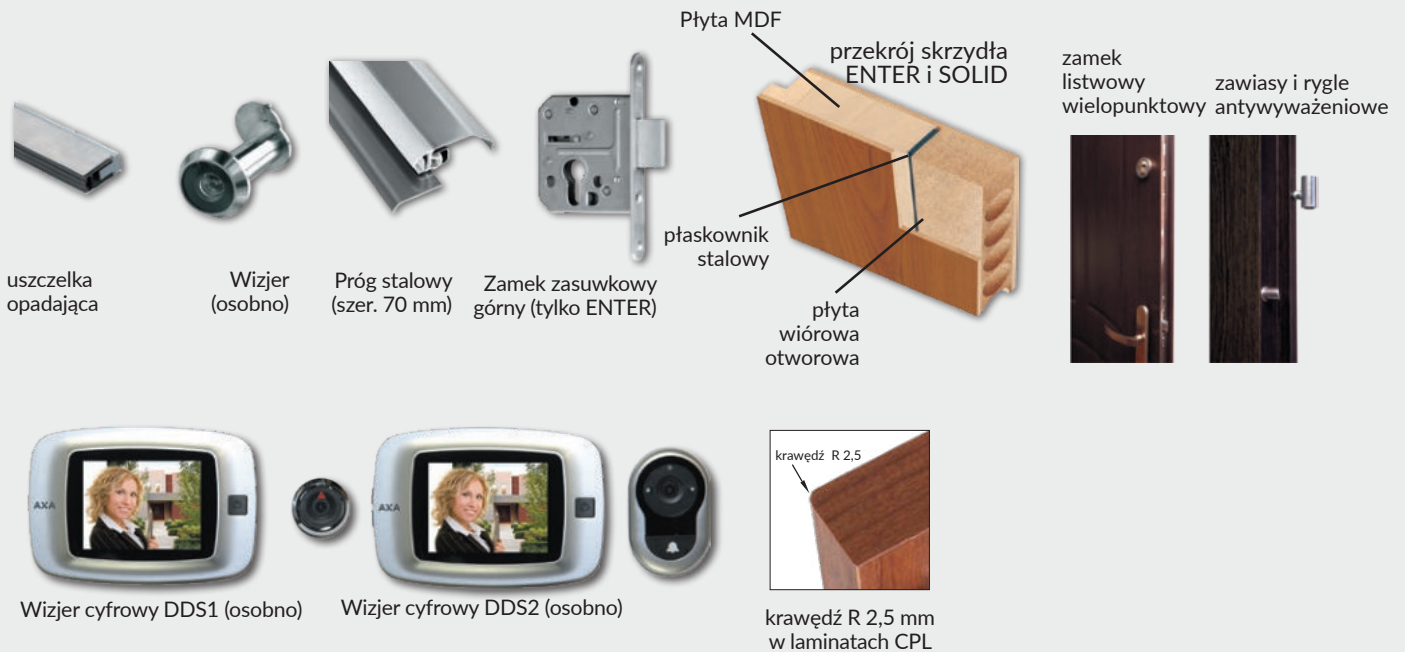 Płyta MDF
przekrój skrzydła
ENTER i SOLID
zamek
listwowy
wielopunktowy
zawiasy i rygle
antywyważeniowe
płaskownik
stalowy
płyta
wiórowa
otworowa
uszczelka
opadająca
Wizjer
(osobno)
Próg stalowy
(szer. 70 mm)
Zamek zasuwkowy
górny (tylko ENTER)
AXA
AXA
krawędź R 2,5
Wizjer cyfrowy DDS1 (osobno)
Wizjer cyfrowy DDS2 (osobno)
krawędź R 2,5 mm
w laminatach CPL